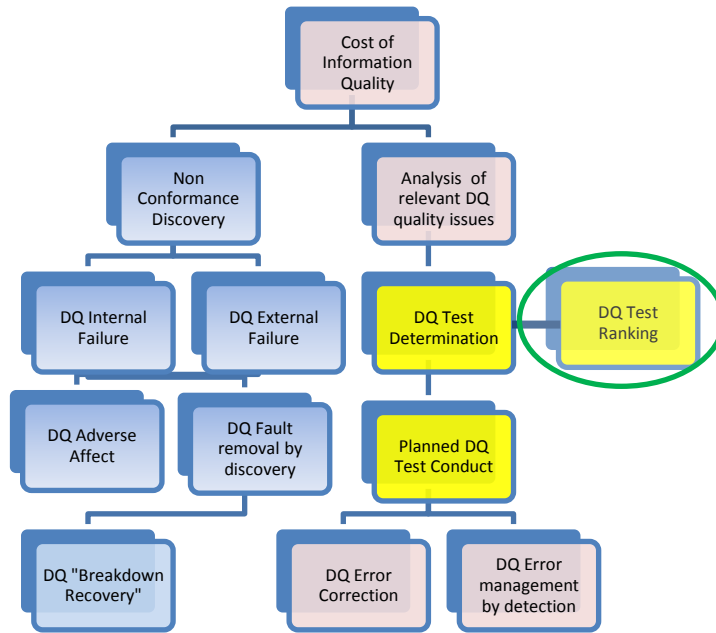 Cost of
Information
Quality
Non
Conformance
Discovery
Analysis of
relevant DQ
quality issues
DQ Internal
Failure
DQ External
Failure
DQ Test
Determination
DQ Test
Ranking
DQ Adverse
Affect
DQ Fault
removal by
discovery
Planned DQ
Test Conduct
DQ "Breakdown
Recovery"
DQ Error
Correction
DQ Error
management
by detection